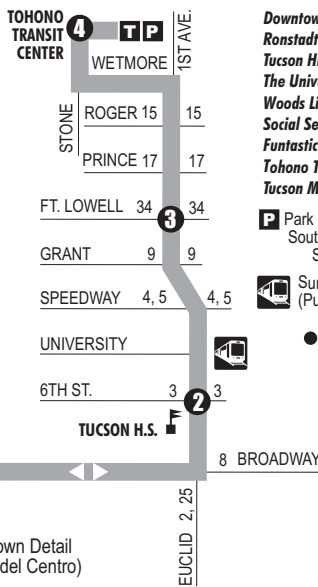 TOHONO
TRANSIT
CENTER
4
T P
WETMORE
1ST AVE.
STONE
ROGER 15 15
PRINCE 17 17
FT. LOWELL 34 3 34
GRANT 9 9
SPEEDWAY 4, 5 4, 5
UNIVERSITY
6TH ST. 3 2 3
TUCSON H.S.
8 BROADWAY
EUCLID 2, 25
Downtow
Ronstadt
Tucson H
The Unive
Woods Li
Social Se
Funtastic
Tohono T
Tucson M
P Park
Sout
S
Sun
(Pu
own Detail
del Centro)